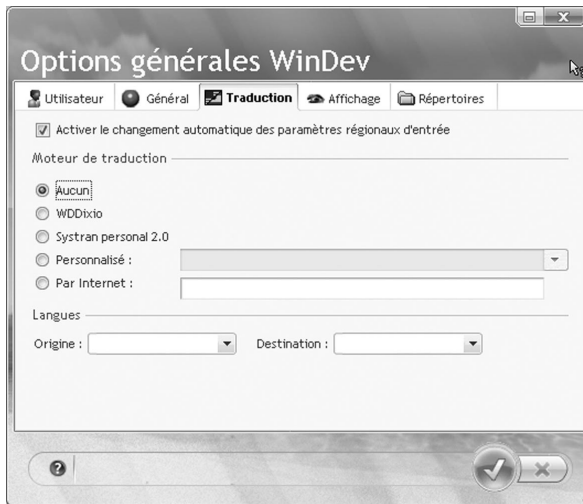 Options générales WinDev
Utilisateur Général Traduction Affichage Répertoires
Activer le changement automatique des paramètres régionaux d'entrée
Moteur de traduction
Aucun
WDDixio
Systran personal 2.0
Personnalisé :
Par Internet :
Langues
Origine : Destination :